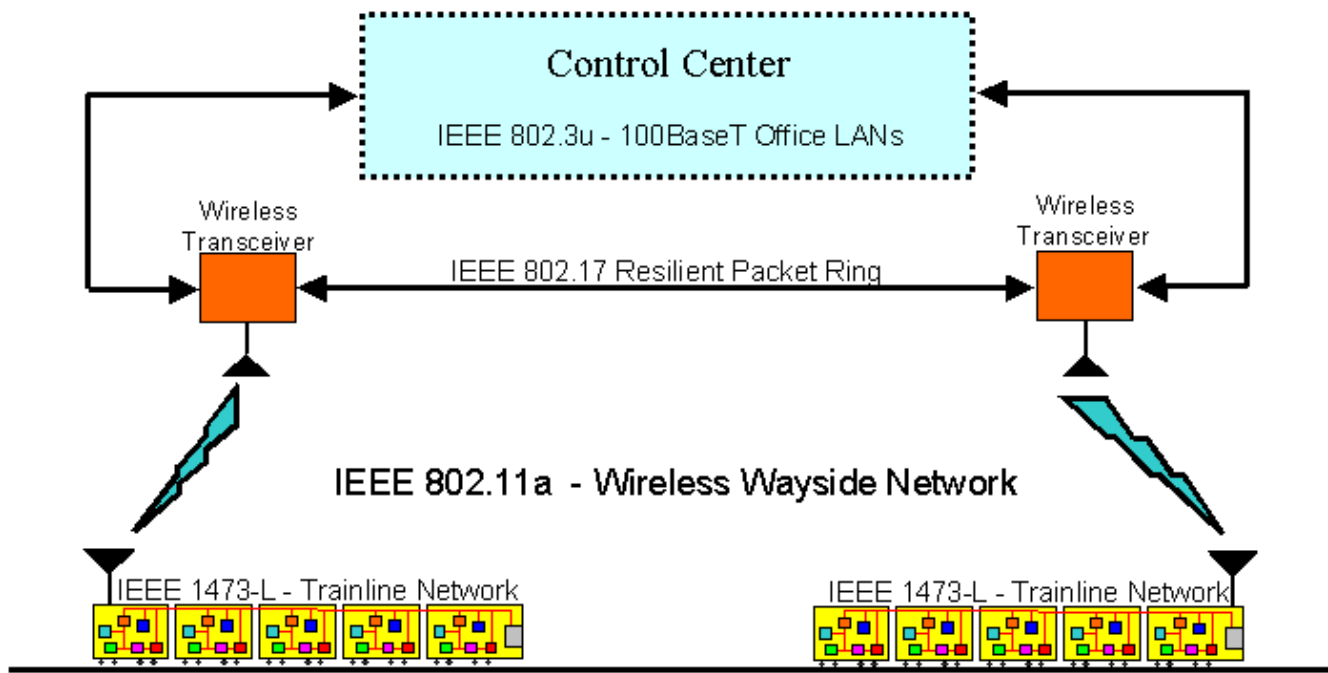 Control Center
IEEE 802.3u - 100BaseT Office LANs
Wireless
Transceiver
Wireless
Transceiver
IEEE 802.17 Resilient Packet Ring
IEEE 802.11a - Wireless Wayside Network
IEEE 1473-L - Trainline Network
IEEE 1473-L - Trainline Network